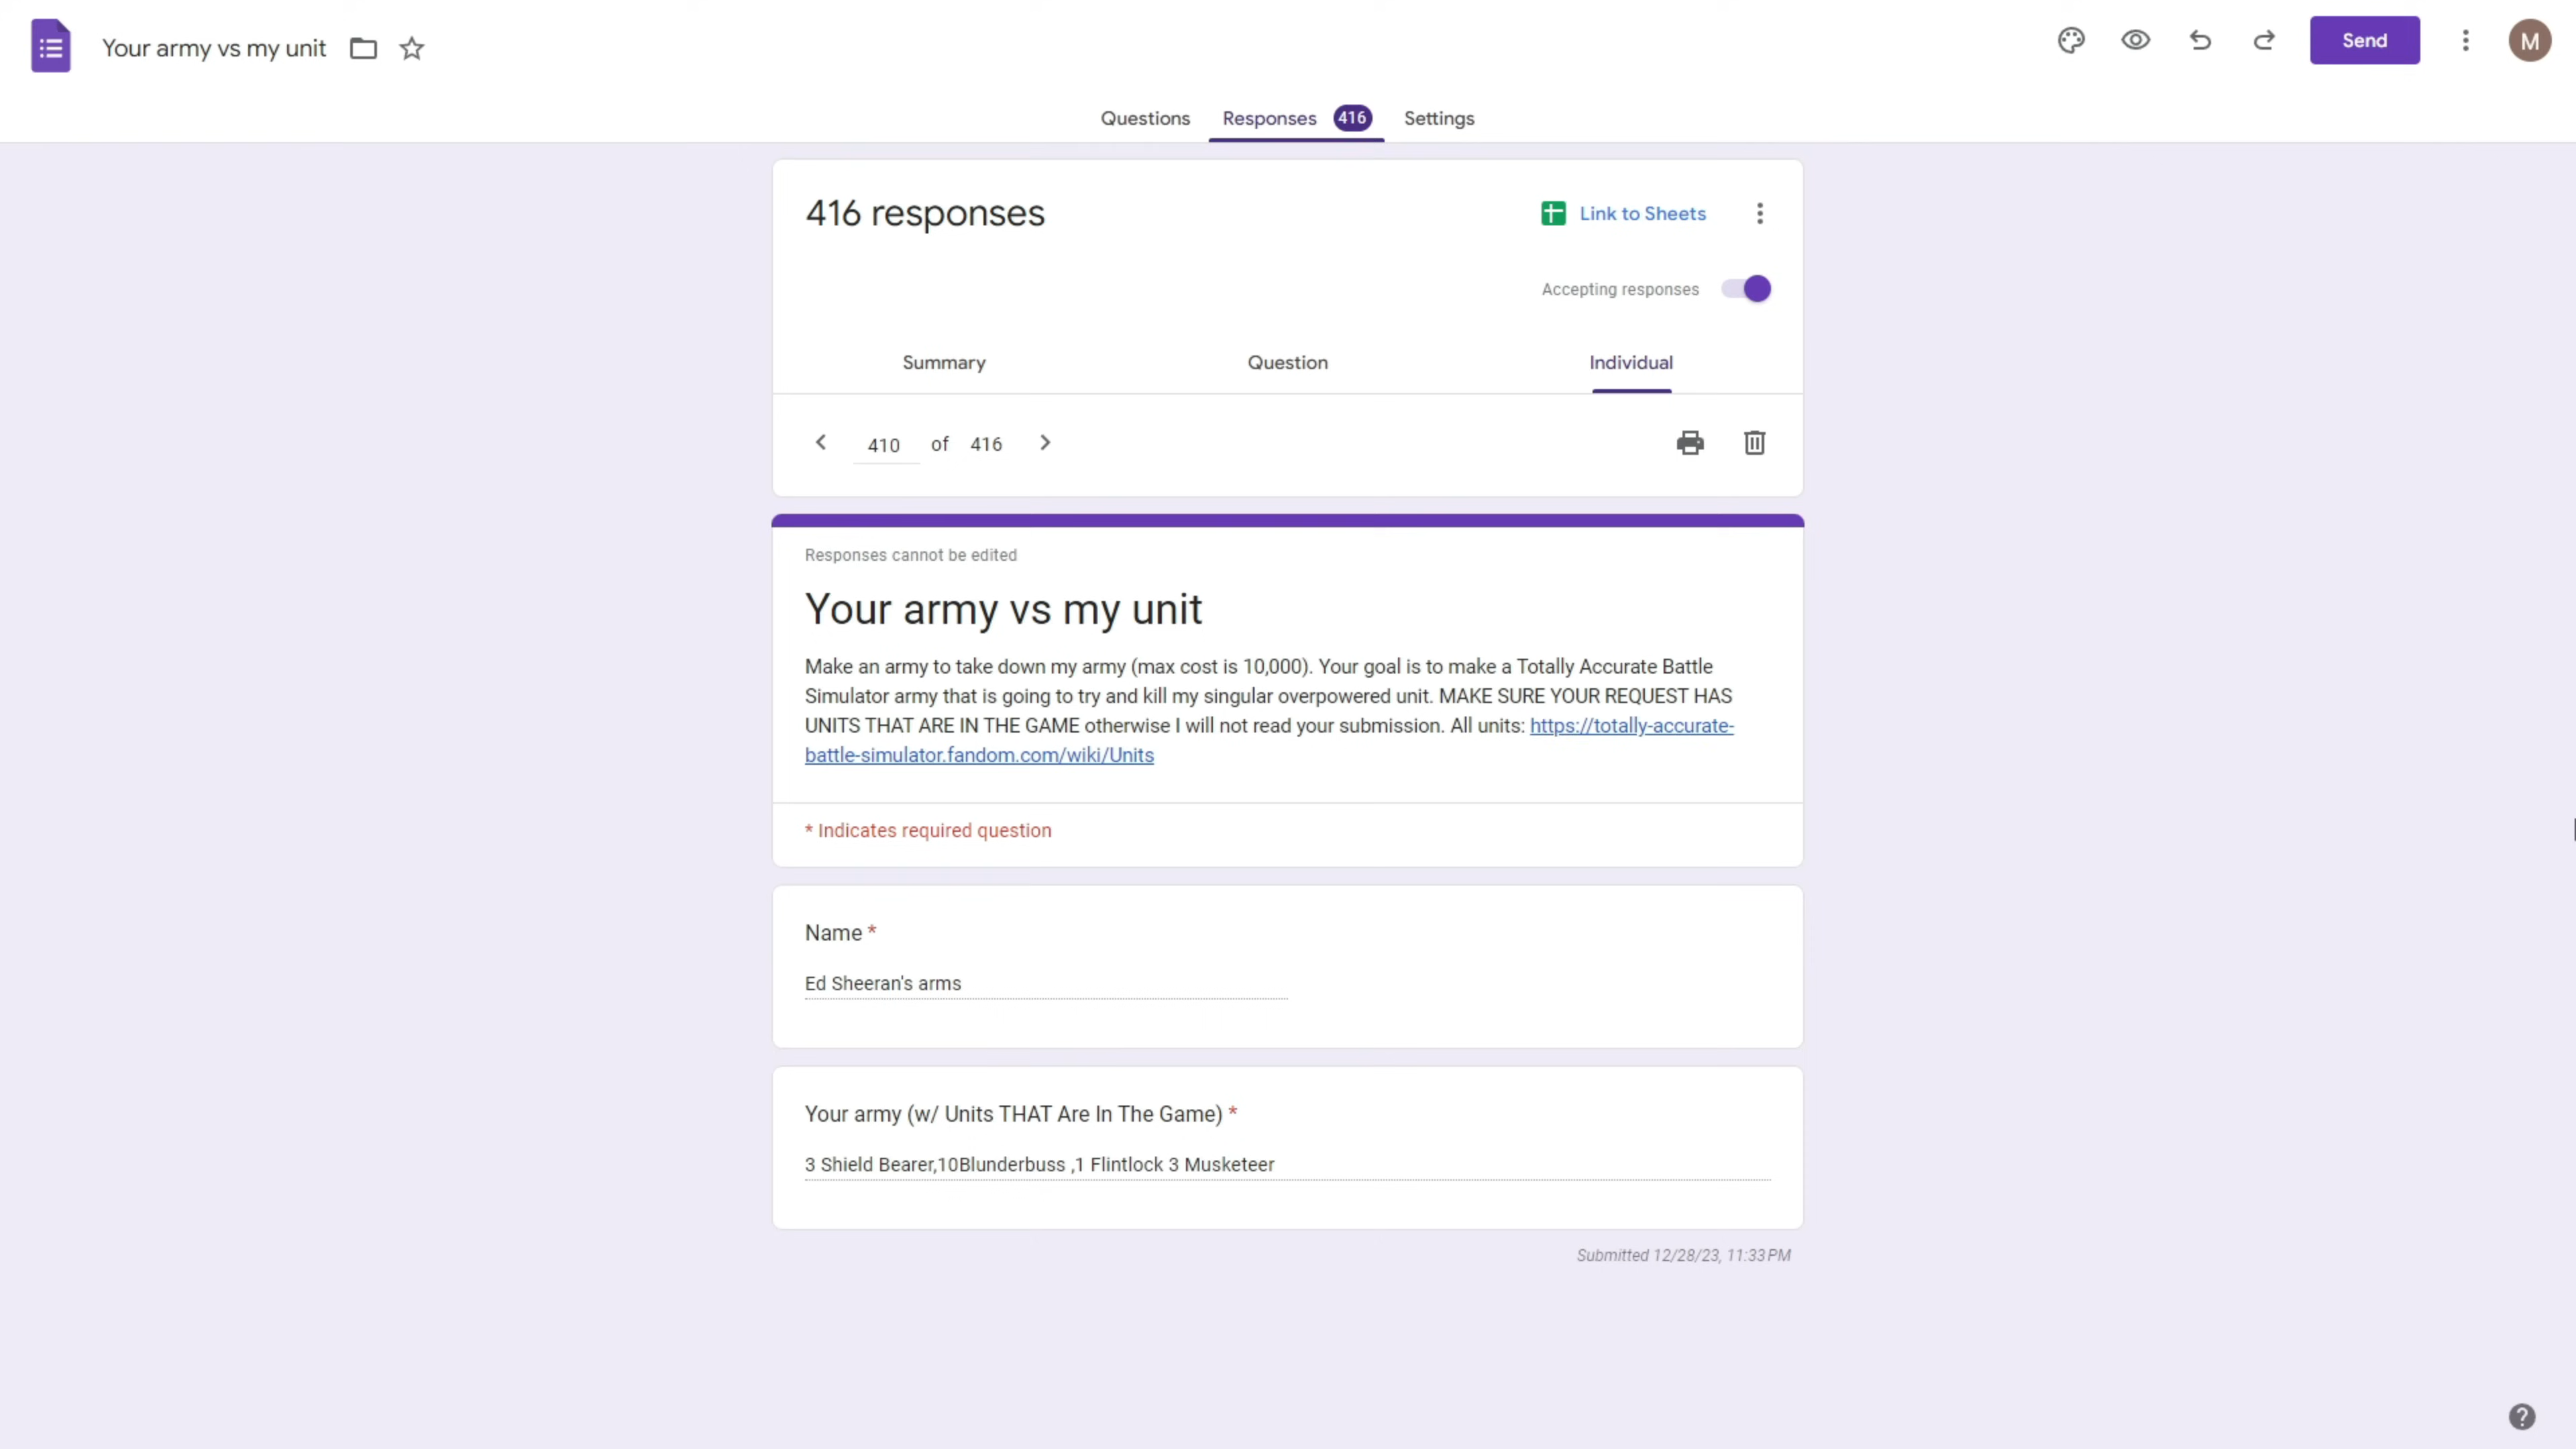 Your army vs my unit
Send
M
Questions
Responses 416
Settings
416 responses
Link to Sheets
Accepting responses
Summary
Question
Individual
410 of 416
Responses cannot be edited
Your army vs my unit
Make an army to take down my army (max cost is 10,000). Your goal is to make a Totally Accurate Battle
Simulator army that is going to try and kill my singular overpowered unit. MAKE SURE YOUR REQUEST HAS
UNITS THAT ARE IN THE GAME otherwise I will not read your submission. All units: https://totally-accurate-
battle-simulator.fandom.com/wiki/Units
* Indicates required question
Name *
Ed Sheeran's arms
Your army (w/ Units THAT Are In The Game) *
3 Shield Bearer,10Blunderbuss ,1 Flintlock 3 Musketeer
Submitted 12/28/23, 11:33 PM